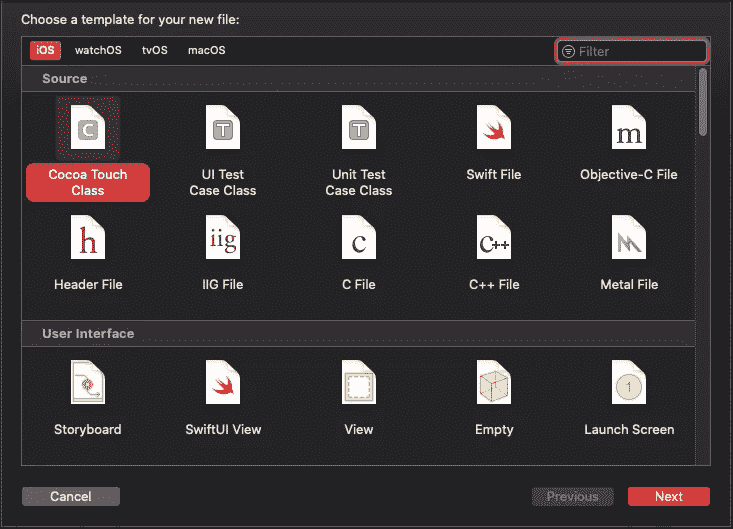 Choose a template for your new file:
iOS watchOS tvOS macOS Filter
Source
C T T m
Cocoa Touch Class
UI Test Case Class
Unit Test Case Class
Swift File
Objective-C File
h iig c c++
Header File
IIG File
C File
C++ File
Metal File
User Interface
1
Storyboard
SwiftUI View
View
Empty
Launch Screen
Cancel Previous Next